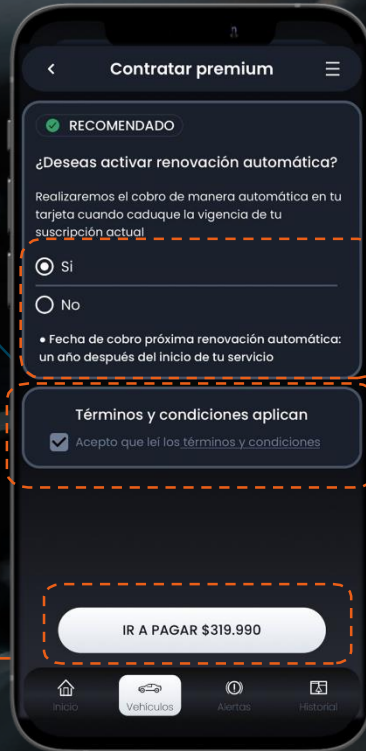 Contratar premium
RECOMENDADO
¿Deseas activar renovación automática?
Realizaremos el cobro de manera automática en tu
tarjeta cuando caduque la vigencia de tu
suscripción actual
Si
No
• Fecha de cobro próxima renovación automática:
un año después del inicio de tu servicio
Términos y condiciones aplican
Acepto que leí los términos y condiciones
IR A PAGAR $319.990
Inicio
Vehículos
Alertas
Historial